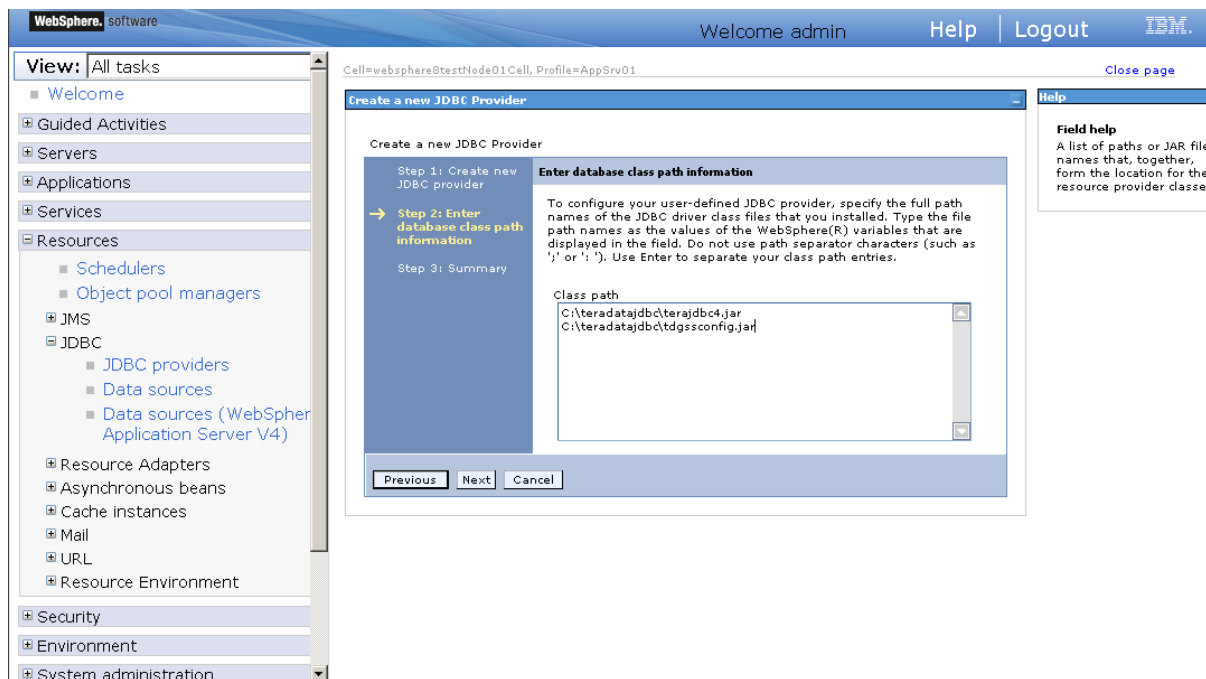 WebSphere. software
Welcome admin
Help
Logout
IBM.
View: All tasks
Welcome
Guided Activities
Servers
Applications
Services
Resources
Schedulers
Object pool managers
JMS
JDBC
JDBC providers
Data sources
Data sources (WebSpher
Application Server V4)
Resource Adapters
Asynchronous beans
Cache instances
Mail
URL
Resource Environment
Security
Environment
System administration
Cell=websphere8testNode01Cell, Profile=AppSrv01
Close page
Create a new JDBC Provider
Create a new JDBC Provider
Step 1: Create new
JDBC provider
Step 2: Enter
database class path
information
Step 3: Summary
Enter database class path information
To configure your user-defined JDBC provider, specify the full path
names of the JDBC driver class files that you installed. Type the file
path names as the values of the WebSphere(R) variables that are
displayed in the field. Do not use path separator characters (such as
';' or ': '). Use Enter to separate your class path entries.
Class path
C:\teradatajdbc\terajdbc4.jar
C:\teradatajdbc\tdgssconfig.jar
Previous
Next
Cancel
Help
Field help
A list of paths or JAR file
names that, together,
form the location for the
resource provider classe